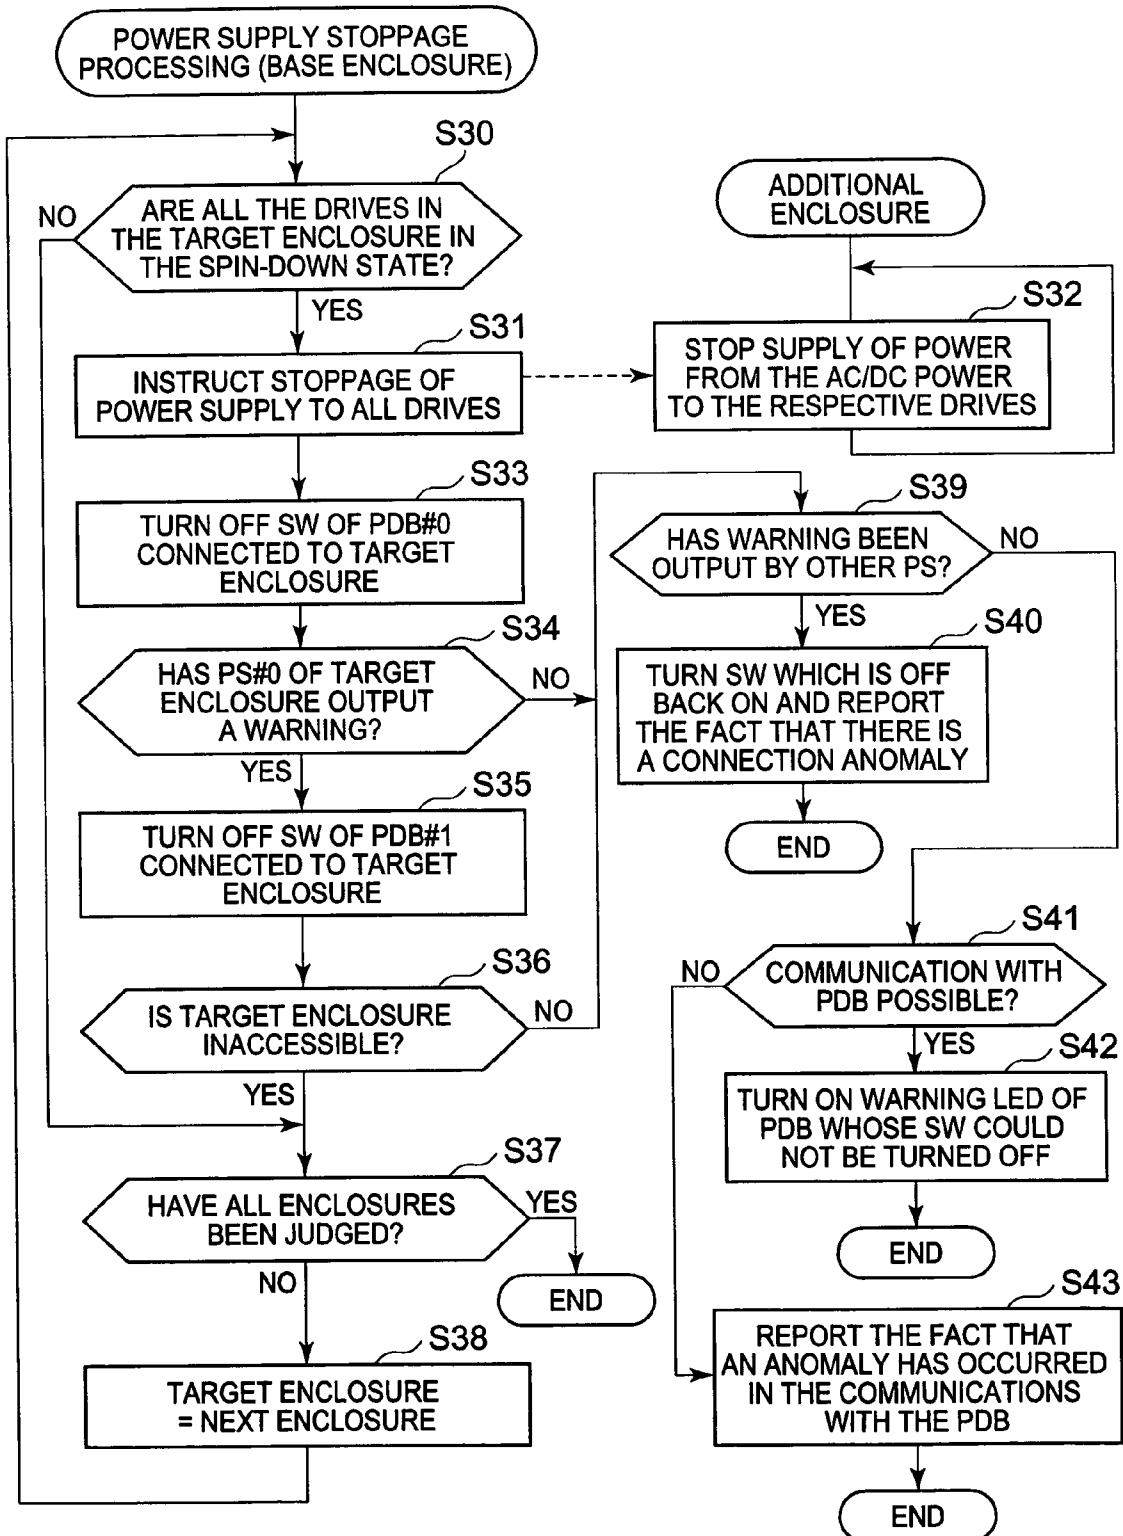 POWER SUPPLY STOPPAGE
PROCESSING (BASE ENCLOSURE)
S30
ARE ALL THE DRIVES IN
THE TARGET ENCLOSURE IN
THE SPIN-DOWN STATE?
NO
YES
S31
INSTRUCT STOPPAGE OF
POWER SUPPLY TO ALL DRIVES
S33
TURN OFF SW OF PDB#0
CONNECTED TO TARGET
ENCLOSURE
S34
HAS PS#0 OF TARGET
ENCLOSURE OUTPUT
A WARNING?
NO
YES
S35
TURN OFF SW OF PDB#1
CONNECTED TO TARGET
ENCLOSURE
S36
IS TARGET ENCLOSURE
INACCESSIBLE?
NO
YES
S37
HAVE ALL ENCLOSURES
BEEN JUDGED?
YES
END
NO
S38
TARGET ENCLOSURE
= NEXT ENCLOSURE
ADDITIONAL
ENCLOSURE
S32
STOP SUPPLY OF POWER
FROM THE AC/DC POWER
TO THE RESPECTIVE DRIVES
S39
HAS WARNING BEEN
OUTPUT BY OTHER PS?
NO
YES
S40
TURN SW WHICH IS OFF
BACK ON AND REPORT
THE FACT THAT THERE IS
A CONNECTION ANOMALY
END
S41
COMMUNICATION WITH
PDB POSSIBLE?
NO
YES
S42
TURN ON WARNING LED OF
PDB WHOSE SW COULD
NOT BE TURNED OFF
END
S43
REPORT THE FACT THAT
AN ANOMALY HAS OCCURRED
IN THE COMMUNICATIONS
WITH THE PDB
END